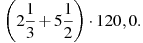 (2 1/3 + 5 1/2) · 120, 0.